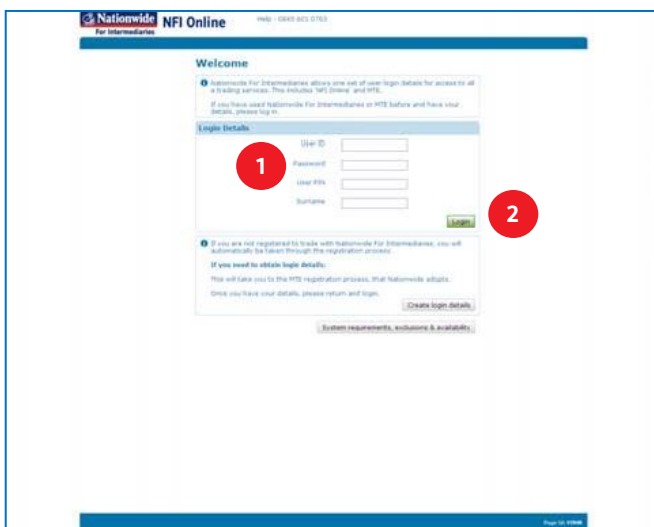 Nationwide
For Intermediaries
NFI Online
Help - 0845 601 0763
Welcome
Nationwide For Intermediaries allows one set of user login details for access to all
e trading services. This includes 'NFI Online' and MTE.
If you have used Nationwide For Intermediaries or MTE before and have your
details, please log in.
Login Details
User ID
1
Password
User PIN
Surname
Login
2
If you are not registered to trade with Nationwide For Intermediaries, you will
automatically be taken through the registration process.
If you need to obtain login details:
This will take you to the MTE registration process, that Nationwide adopts.
Once you have your details, please return and login.
Create login details
System requirements, exclusions & availability
Page Id: